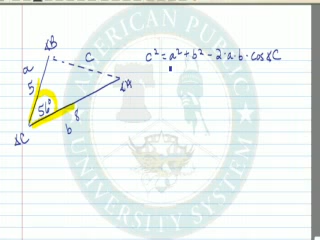 ∡B
a
c
c² = a² + b² - 2·a·b·cos∡C
5
∡A
56°
8
∡C
b
AMERICAN PUBLIC
UNIVERSITY SYSTEM